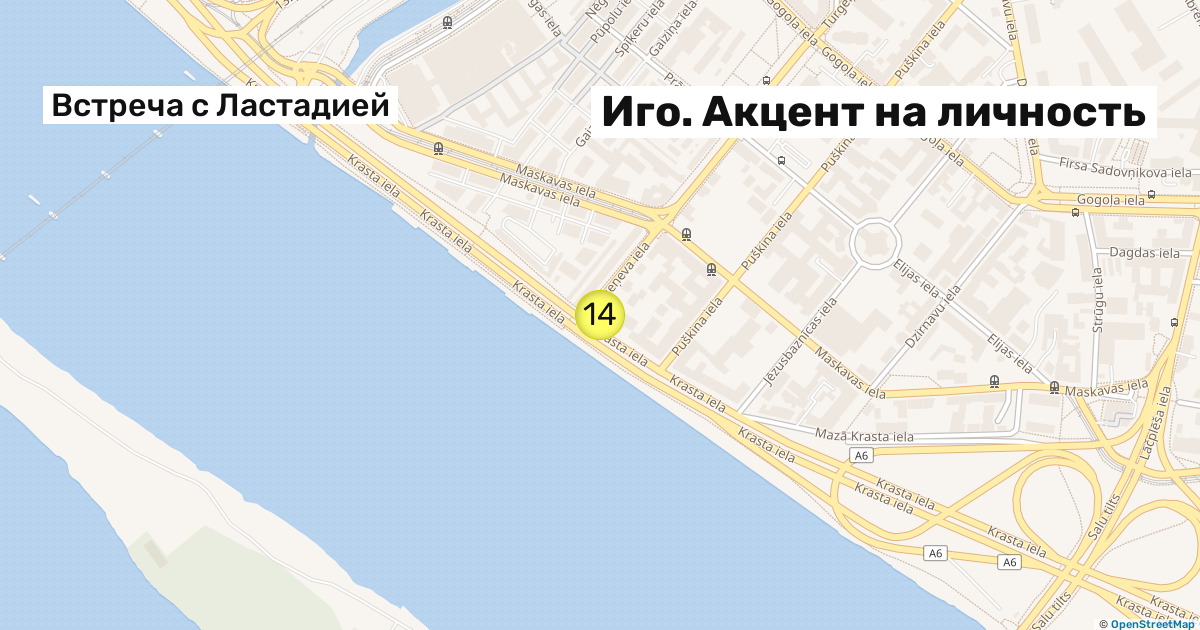 Встреча с Ластадией
Иго. Акцент на личность
Pūpolu iela
Spīķeru iela
Gaiziņa iela
Gogoļa iela
Puškina iela
Gogoļa iela
Firsa Sadovņikova iela
Gogoļa iela
Dagdas iela
Maskavas iela
Maskavas iela
Krasta iela
Krasta iela
Krasta iela
14
Puškina iela
Elijas iela
Strūgu iela
Dzirnavu iela
Elijas iela
Jēzusbaznīcas iela
Puškina iela
Maskavas iela
Maskavas iela
Krasta iela
Mazā Krasta iela
Lāčplēša iela
Krasta iela
A6
Krasta iela
Krasta iela
Salu tilts
Krasta iela
A6
A6
Salu tilts
Krasta iela
© OpenStreetMap